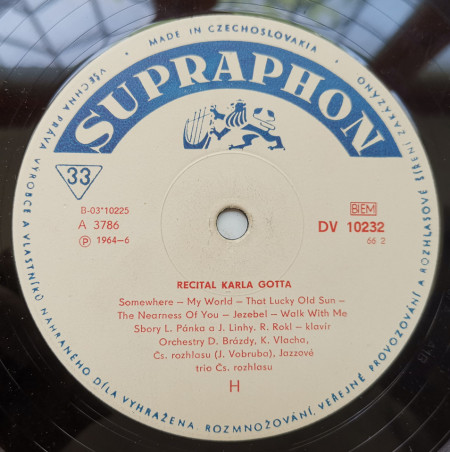 MADE IN CZECHOSLOVAKIA
VŠECHNA PRÁVA VÝROBCE A VLASTNÍKŮ NAHRANÉHO DÍLA VYHRAŽENA. ROZMNOŽOVÁNÍ, VEŘEJNÉ PROVOZOVÁNÍ A ROZHLASOVÉ ŠÍŘENÍ ZAKÁZÁNO
SUPRAPHON
33
B-03*10225
A 3786
Ⓟ 1964-6
BIEM
DV 10232
66 2
RECITAL KARLA GOTTA
Somewhere – My World – That Lucky Old Sun –
The Nearness Of You – Jezebel – Walk With Me
Sbory L. Pánka a J. Linhy. R. Rokl – klavír
Orchestry D. Brázdy, K. Vlacha,
Čs. rozhlasu (J. Vobruba), Jazzové
trio Čs. rozhlasu
H